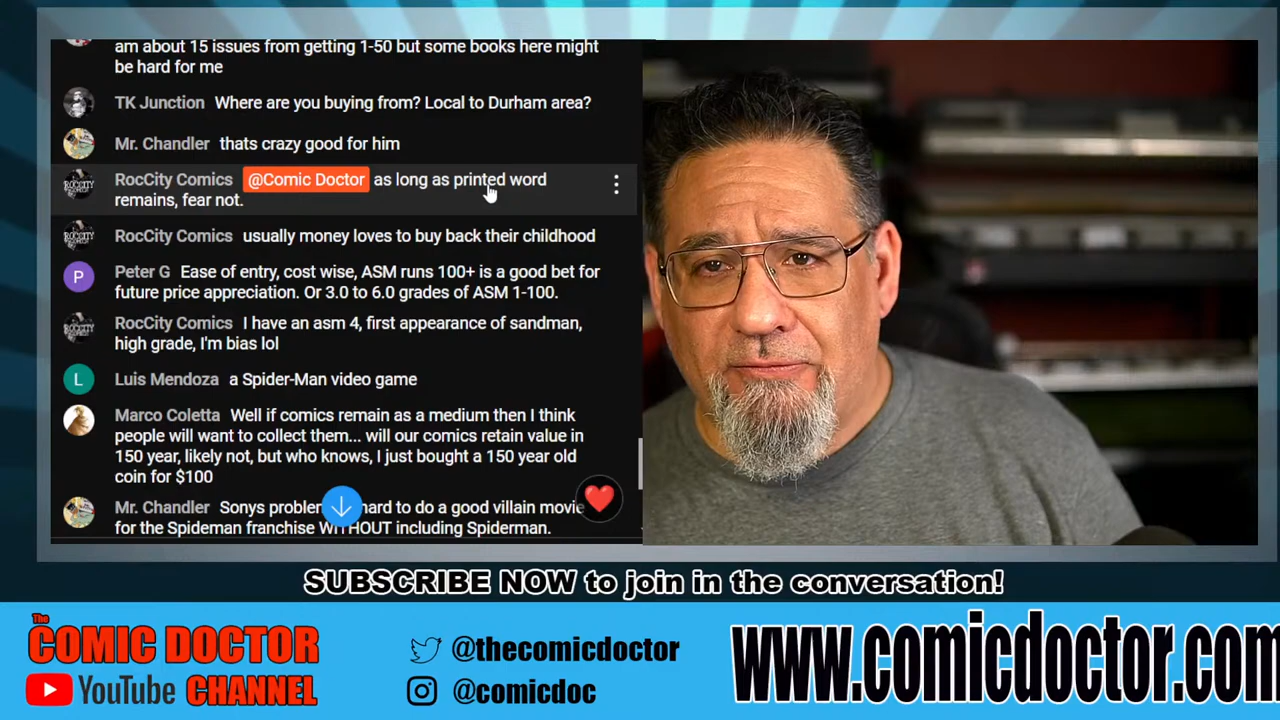 am about 15 issues from getting 1-50 but some books here might
be hard for me
TK Junction Where are you buying from? Local to Durham area?
Mr. Chandler thats crazy good for him
RocCity Comics @Comic Doctor as long as printed word
remains, fear not.
RocCity Comics usually money loves to buy back their childhood
P
Peter G Ease of entry, cost wise, ASM runs 100+ is a good bet for
future price appreciation. Or 3.0 to 6.0 grades of ASM 1-100.
RocCity Comics I have an asm 4, first appearance of sandman,
high grade, I'm bias lol
L
Luis Mendoza a Spider-Man video game
Marco Coletta Well if comics remain as a medium then I think
people will want to collect them... will our comics retain value in
150 year, likely not, but who knows, I just bought a 150 year old
coin for $100
Mr. Chandler Sonys hard to do a good villain movie
for the Spideman franchise WITHOUT including Spiderman.
SUBSCRIBE NOW to join in the conversation!
The
COMIC DOCTOR
YouTube CHANNEL
@thecomicdoctor
@comicdoc
www.comicdoctor.com